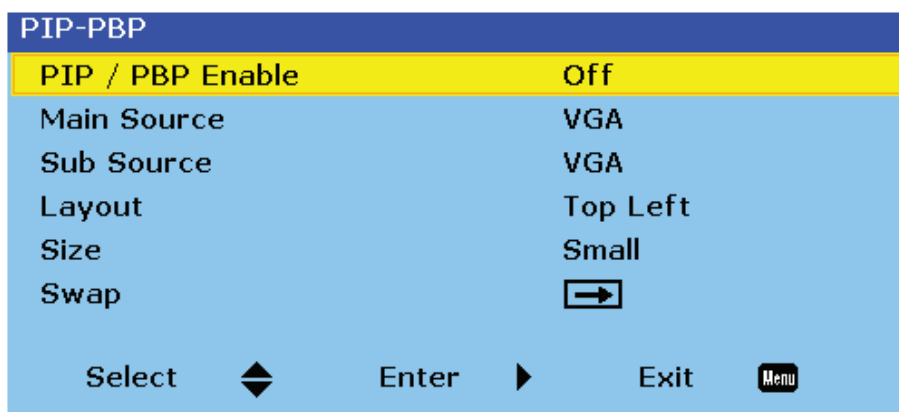 PIP-PBP
PIP / PBP Enable Off
Main Source VGA
Sub Source VGA
Layout Top Left
Size Small
Swap
Select Enter Exit Menu